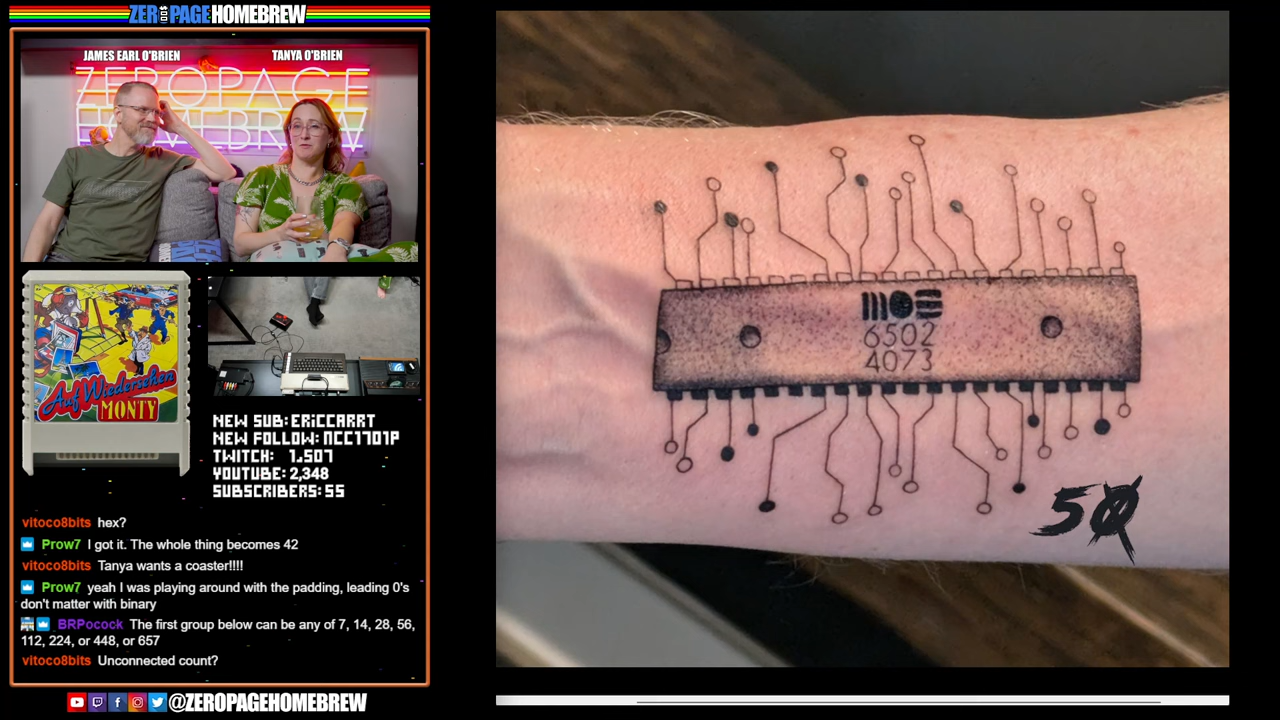 ZEROPAGE HOMEBREW
JAMES EARL O'BRIEN
TANYA O'BRIEN
ZEROPAGE
HOMEBREW
Auf Wiedersehen
MONTY
NEW SUB: ERICCARRT
NEW FOLLOW: NCC1701P
TWITCH: 1,507
YOUTUBE: 2,348
SUBSCRIBERS: 55
vitoco8bits hex?
Prow7 I got it. The whole thing becomes 42
vitoco8bits Tanya wants a coaster!!!!
Prow7 yeah I was playing around with the padding, leading 0's
don't matter with binary
BRPocock The first group below can be any of 7, 14, 28, 56,
112, 224, or 448, or 657
vitoco8bits Unconnected count?
@ZEROPAGEHOMEBREW
MOS
6502
4073
50